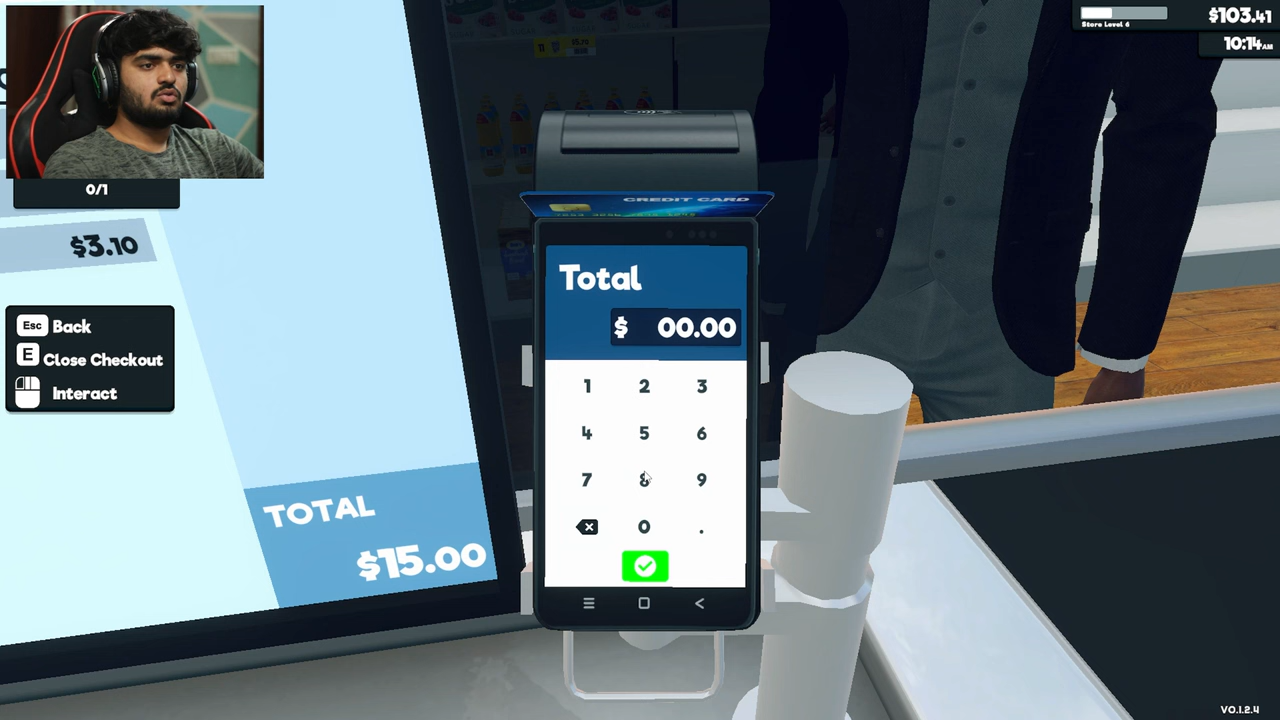 $103.41
Store Level 6
10:14AM
0/1
$3.10
CREDIT CARD
Total
$ 00.00
Esc Back
E Close Checkout
Interact
1 2 3
4 5 6
7 8 9
0 .
TOTAL
$15.00
V0.1.2.4